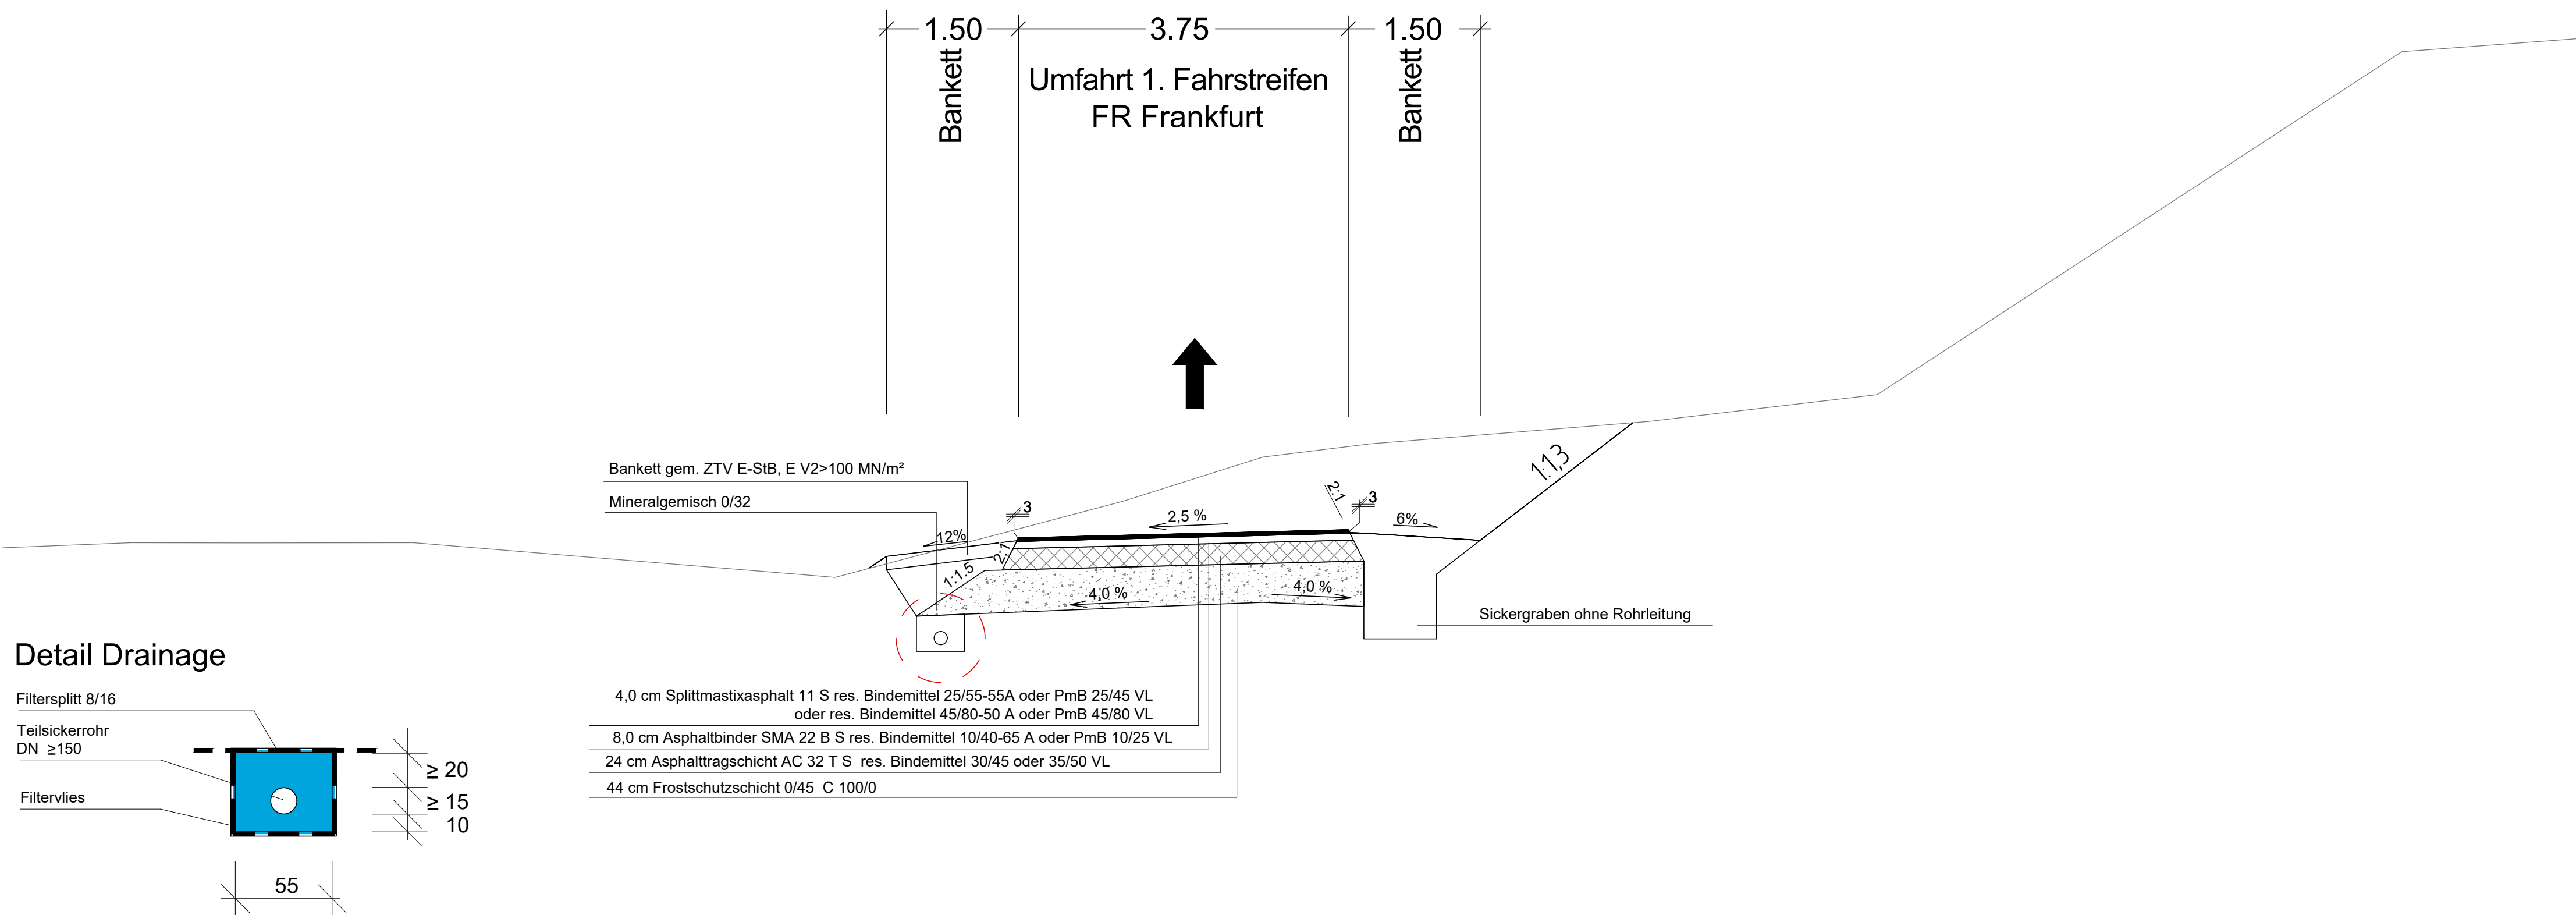 1.50
3.75
1.50
Bankett
Umfahrt 1. Fahrstreifen
FR Frankfurt
Bankett
Bankett gem. ZTV E-StB, E V2>100 MN/m²
Mineralgemisch 0/32
12%
3
2,5 %
2:1
3
6%
1:1,3
2:1
1:1.5
4,0 %
4,0 %
Sickergraben ohne Rohrleitung
4,0 cm Splittmastixasphalt 11 S res. Bindemittel 25/55-55A oder PmB 25/45 VL
oder res. Bindemittel 45/80-50 A oder PmB 45/80 VL
8,0 cm Asphaltbinder SMA 22 B S res. Bindemittel 10/40-65 A oder PmB 10/25 VL
24 cm Asphalttragschicht AC 32 T S res. Bindemittel 30/45 oder 35/50 VL
44 cm Frostschutzschicht 0/45 C 100/0
Detail Drainage
Filtersplitt 8/16
Teilsickerrohr
DN ≥150
Filtervlies
≥ 20
≥ 15
10
55